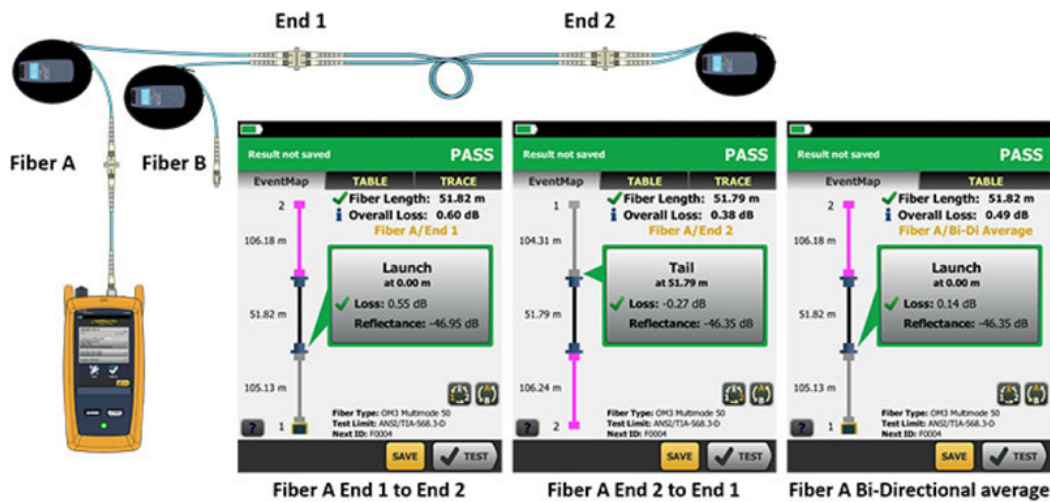 End 1
End 2
Fiber A
Fiber B
Result not saved PASS
EventMap TABLE TRACE
2
Fiber Length: 51.82 m
Overall Loss: 0.60 dB
Fiber A/End 1
106.18 m
Launch
at 0.00 m
Loss: 0.55 dB
Reflectance: -46.95 dB
51.82 m
105.13 m
1
Fiber Type: OM3 Multimode 50
Test Limit: ANSI/TIA-568.3-D
Next ID: F0004
?
SAVE TEST
Fiber A End 1 to End 2
Result not saved PASS
EventMap TABLE TRACE
1
Fiber Length: 51.79 m
Overall Loss: 0.38 dB
Fiber A/End 2
104.31 m
Tail
at 51.79 m
Loss: -0.27 dB
Reflectance: -46.35 dB
51.79 m
106.24 m
2
Fiber Type: OM3 Multimode 50
Test Limit: ANSI/TIA-568.3-D
Next ID: F0004
?
SAVE TEST
Fiber A End 2 to End 1
Result not saved PASS
EventMap TABLE
2
Fiber Length: 51.82 m
Overall Loss: 0.49 dB
Fiber A/Bi-Di Average
106.18 m
Launch
at 0.00 m
Loss: 0.14 dB
Reflectance: -46.35 dB
51.82 m
105.13 m
1
Fiber Type: OM3 Multimode 50
Test Limit: ANSI/TIA-568.3-D
Next ID: F0004
?
SAVE TEST
Fiber A Bi-Directional average